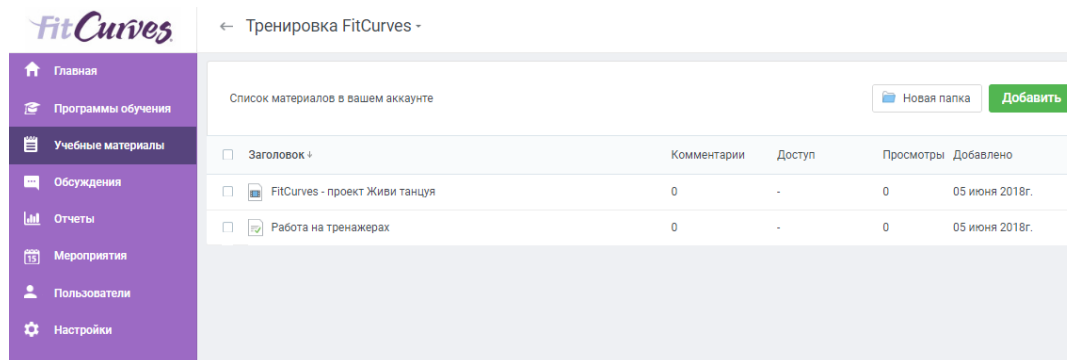 FitCurves
← Тренировка FitCurves
Главная
Программы обучения
Учебные материалы
Обсуждения
Отчеты
15 Мероприятия
Пользователи
Настройки
Список материалов в вашем аккаунте
Новая папка Добавить
Заголовок↓ Комментарии Доступ Просмотры Добавлено
FitCurves - проект Живи танцуя 0 - 0 05 июня 2018г.
Работа на тренажерах 0 - 0 05 июня 2018г.